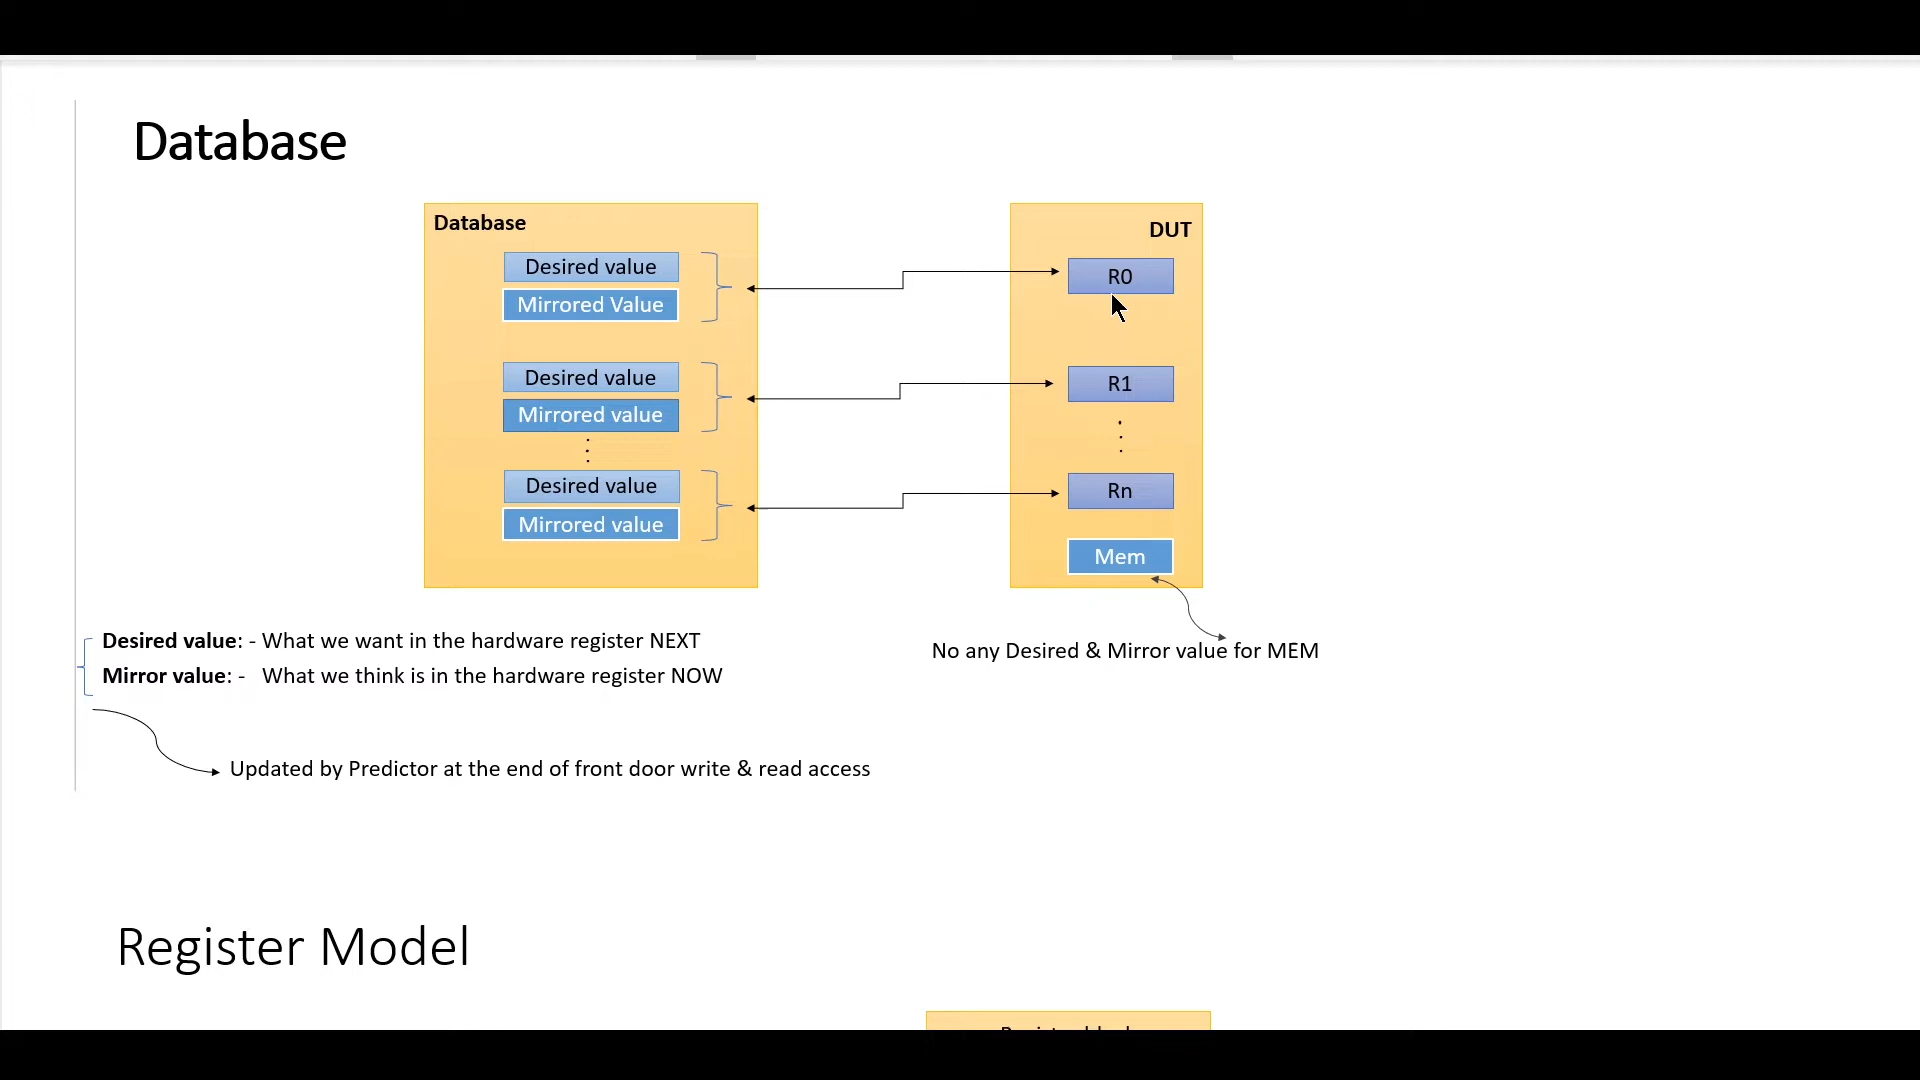 Database
Database
DUT
Desired value
Mirrored Value
R0
Desired value
Mirrored value
R1
Desired value
Mirrored value
Rn
Mem
Desired value: - What we want in the hardware register NEXT
Mirror value: - What we think is in the hardware register NOW
No any Desired & Mirror value for MEM
Updated by Predictor at the end of front door write & read access
Register Model